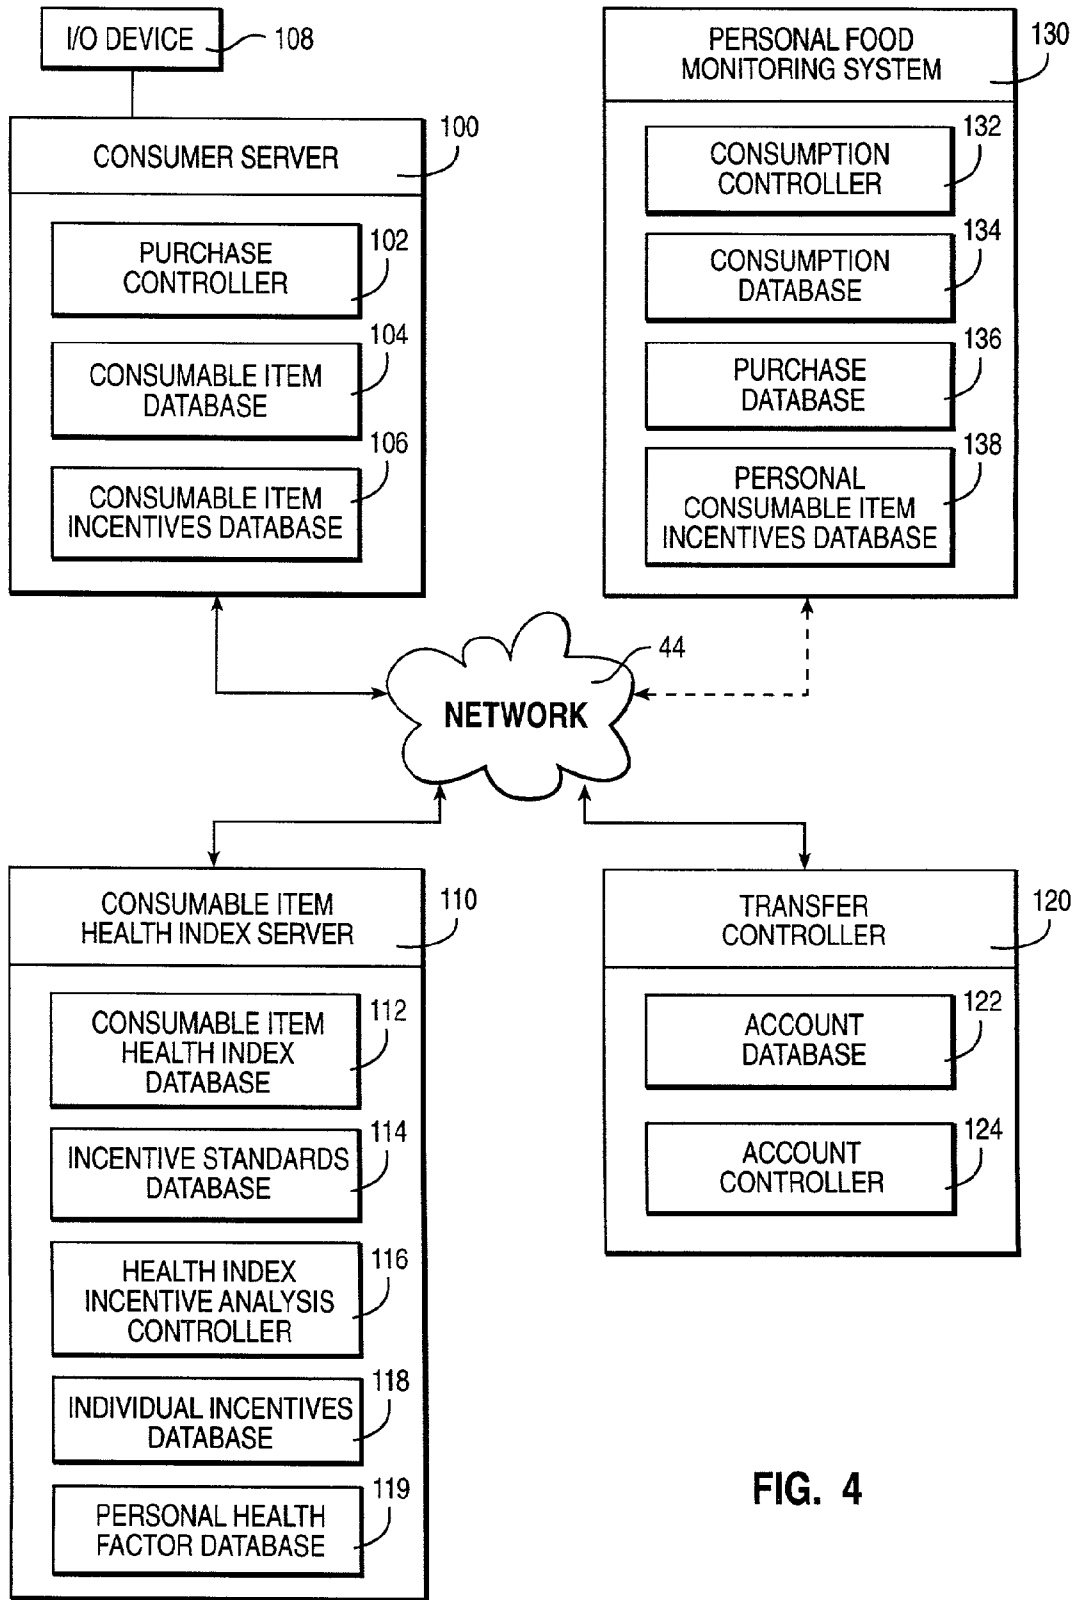 I/O DEVICE
108
CONSUMER SERVER
100
PURCHASE
CONTROLLER
102
CONSUMABLE ITEM
DATABASE
104
CONSUMABLE ITEM
INCENTIVES DATABASE
106
PERSONAL FOOD
MONITORING SYSTEM
130
CONSUMPTION
CONTROLLER
132
CONSUMPTION
DATABASE
134
PURCHASE
DATABASE
136
PERSONAL
CONSUMABLE ITEM
INCENTIVES DATABASE
138
NETWORK
44
CONSUMABLE ITEM
HEALTH INDEX SERVER
110
CONSUMABLE ITEM
HEALTH INDEX
DATABASE
112
INCENTIVE STANDARDS
DATABASE
114
HEALTH INDEX
INCENTIVE ANALYSIS
CONTROLLER
116
INDIVIDUAL INCENTIVES
DATABASE
118
PERSONAL HEALTH
FACTOR DATABASE
119
TRANSFER
CONTROLLER
120
ACCOUNT
DATABASE
122
ACCOUNT
CONTROLLER
124
FIG. 4